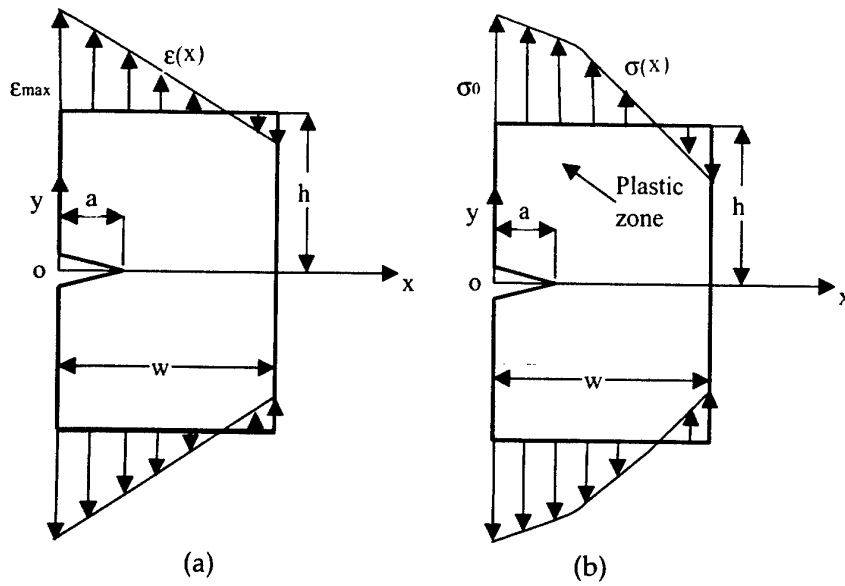 εmax
ε(x)
h
y
a
o
x
w
(a)
σ0
σ(x)
Plastic
zone
h
y
a
o
x
w
(b)